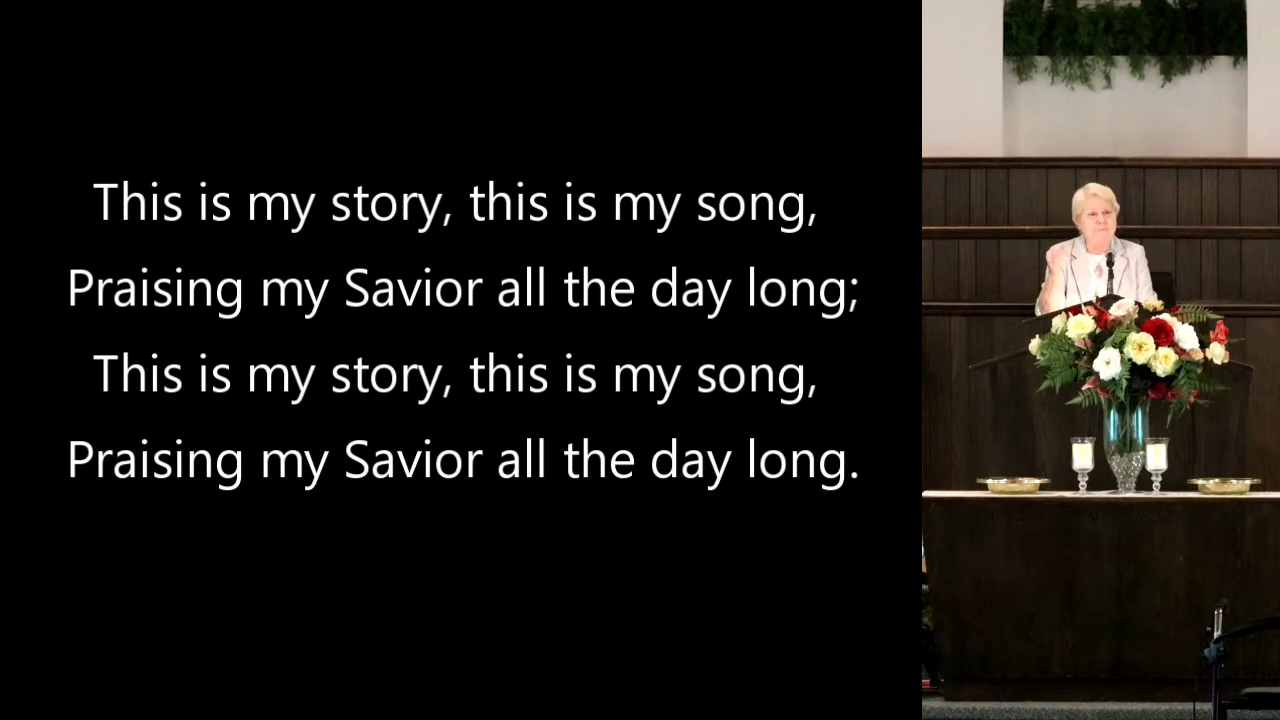 This is my story, this is my song,
Praising my Savior all the day long;
This is my story, this is my song,
Praising my Savior all the day long.